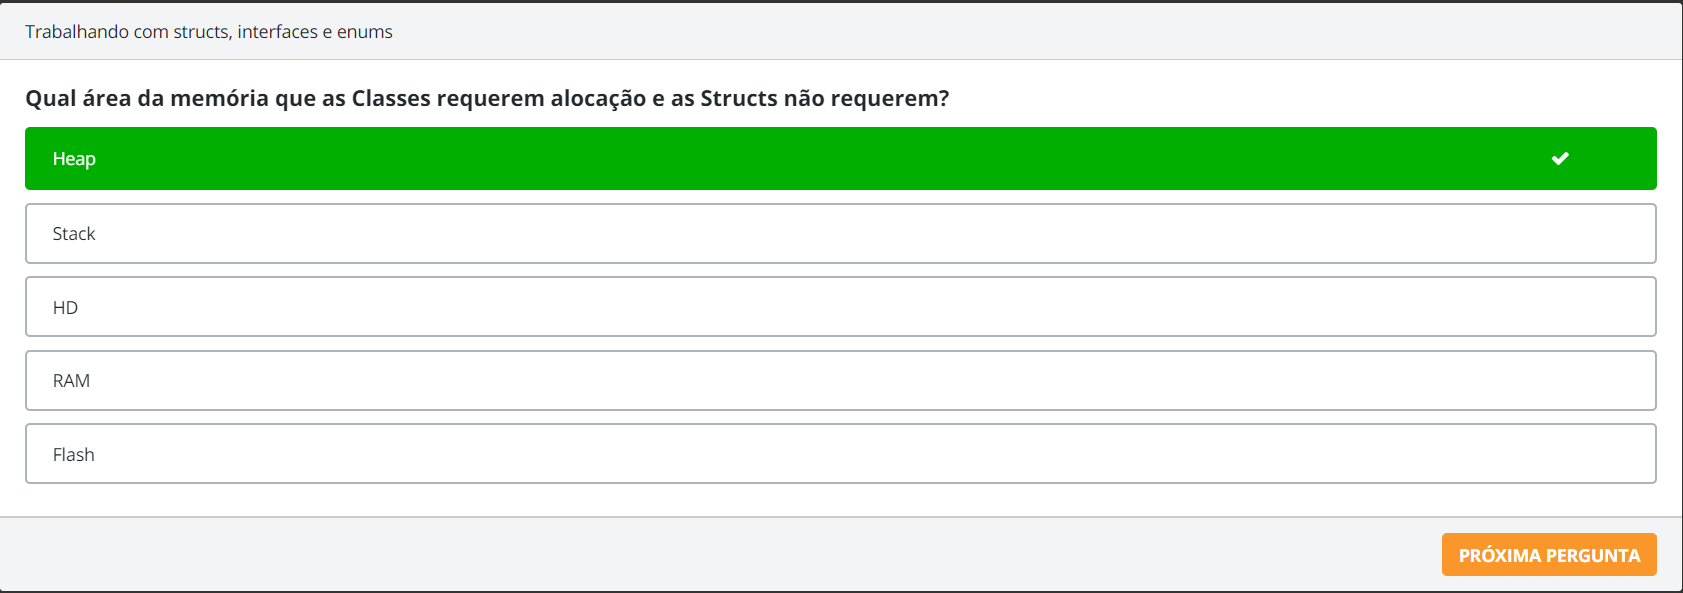 Trabalhando com structs, interfaces e enums
Qual área da memória que as Classes requerem alocação e as Structs não requerem?
Heap
Stack
HD
RAM
Flash
PRÓXIMA PERGUNTA